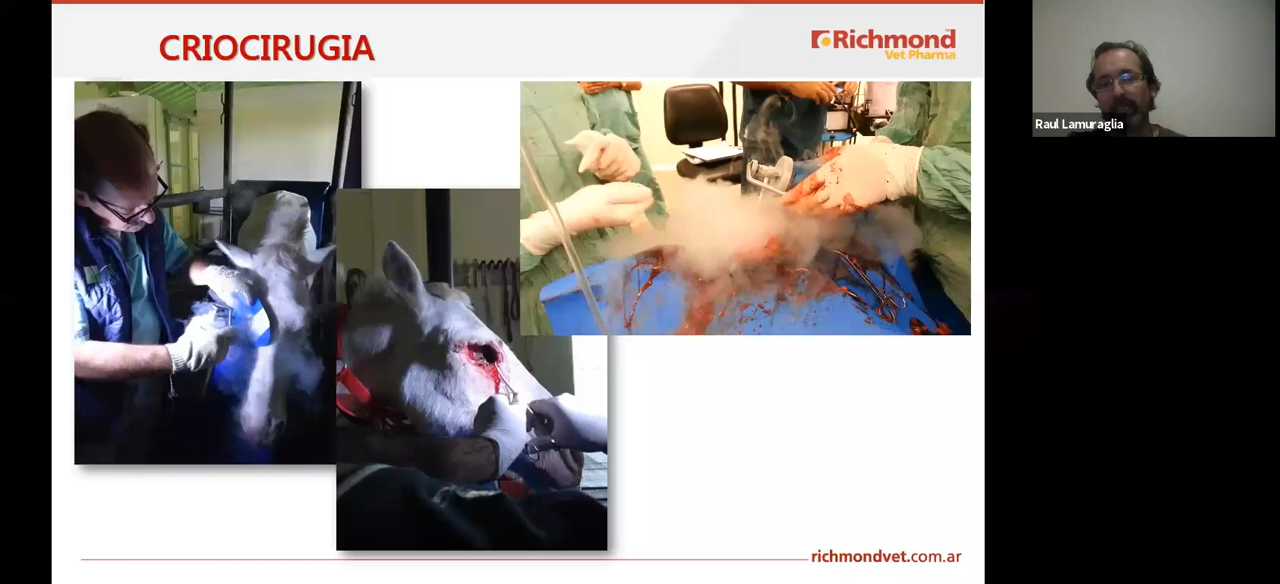 CRIOCIRUGIA
Richmond
Vet Pharma
Raul Lamuraglia
richmondvet.com.ar